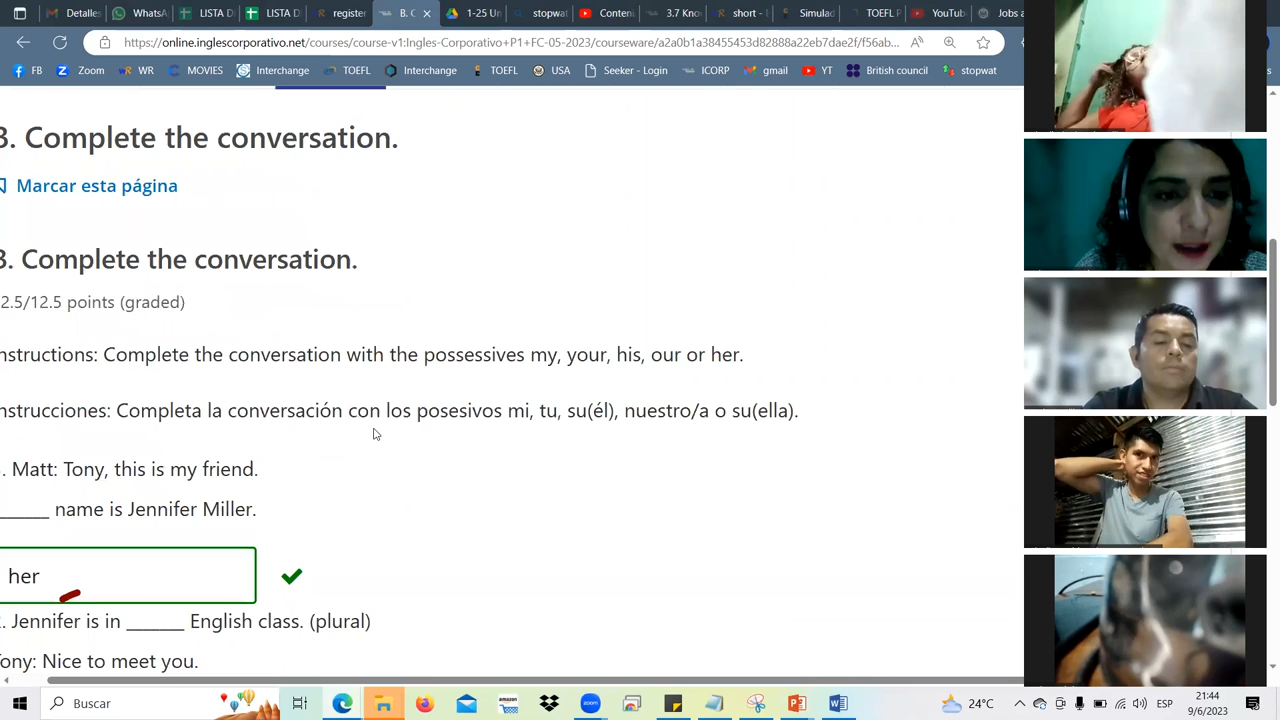 Detalles
WhatsA
LISTA D
LISTA D
register
B. C
1-25 Un
stopwat
Conteni
3.7 Kno
short - L
Simulad
TOEFL P
YouTub
Jobs a
https://online.inglescorporativo.net/courses/course-v1:Ingles-Corporativo+P1+FC-05-2023/courseware/a2a0b1a38455453d82888a22eb7dae2f/f56ab...
FB
Zoom
WR
MOVIES
Interchange
TOEFL
Interchange
TOEFL
USA
Seeker - Login
ICORP
gmail
YT
British council
stopwat
3. Complete the conversation.
Marcar esta página
3. Complete the conversation.
2.5/12.5 points (graded)
nstructions: Complete the conversation with the possessives my, your, his, our or her.
nstrucciones: Completa la conversación con los posesivos mi, tu, su(él), nuestro/a o su(ella).
. Matt: Tony, this is my friend.
______ name is Jennifer Miller.
her
. Jennifer is in _______ English class. (plural)
ony: Nice to meet you.
Buscar
24°C
ESP
21:44
9/6/2023